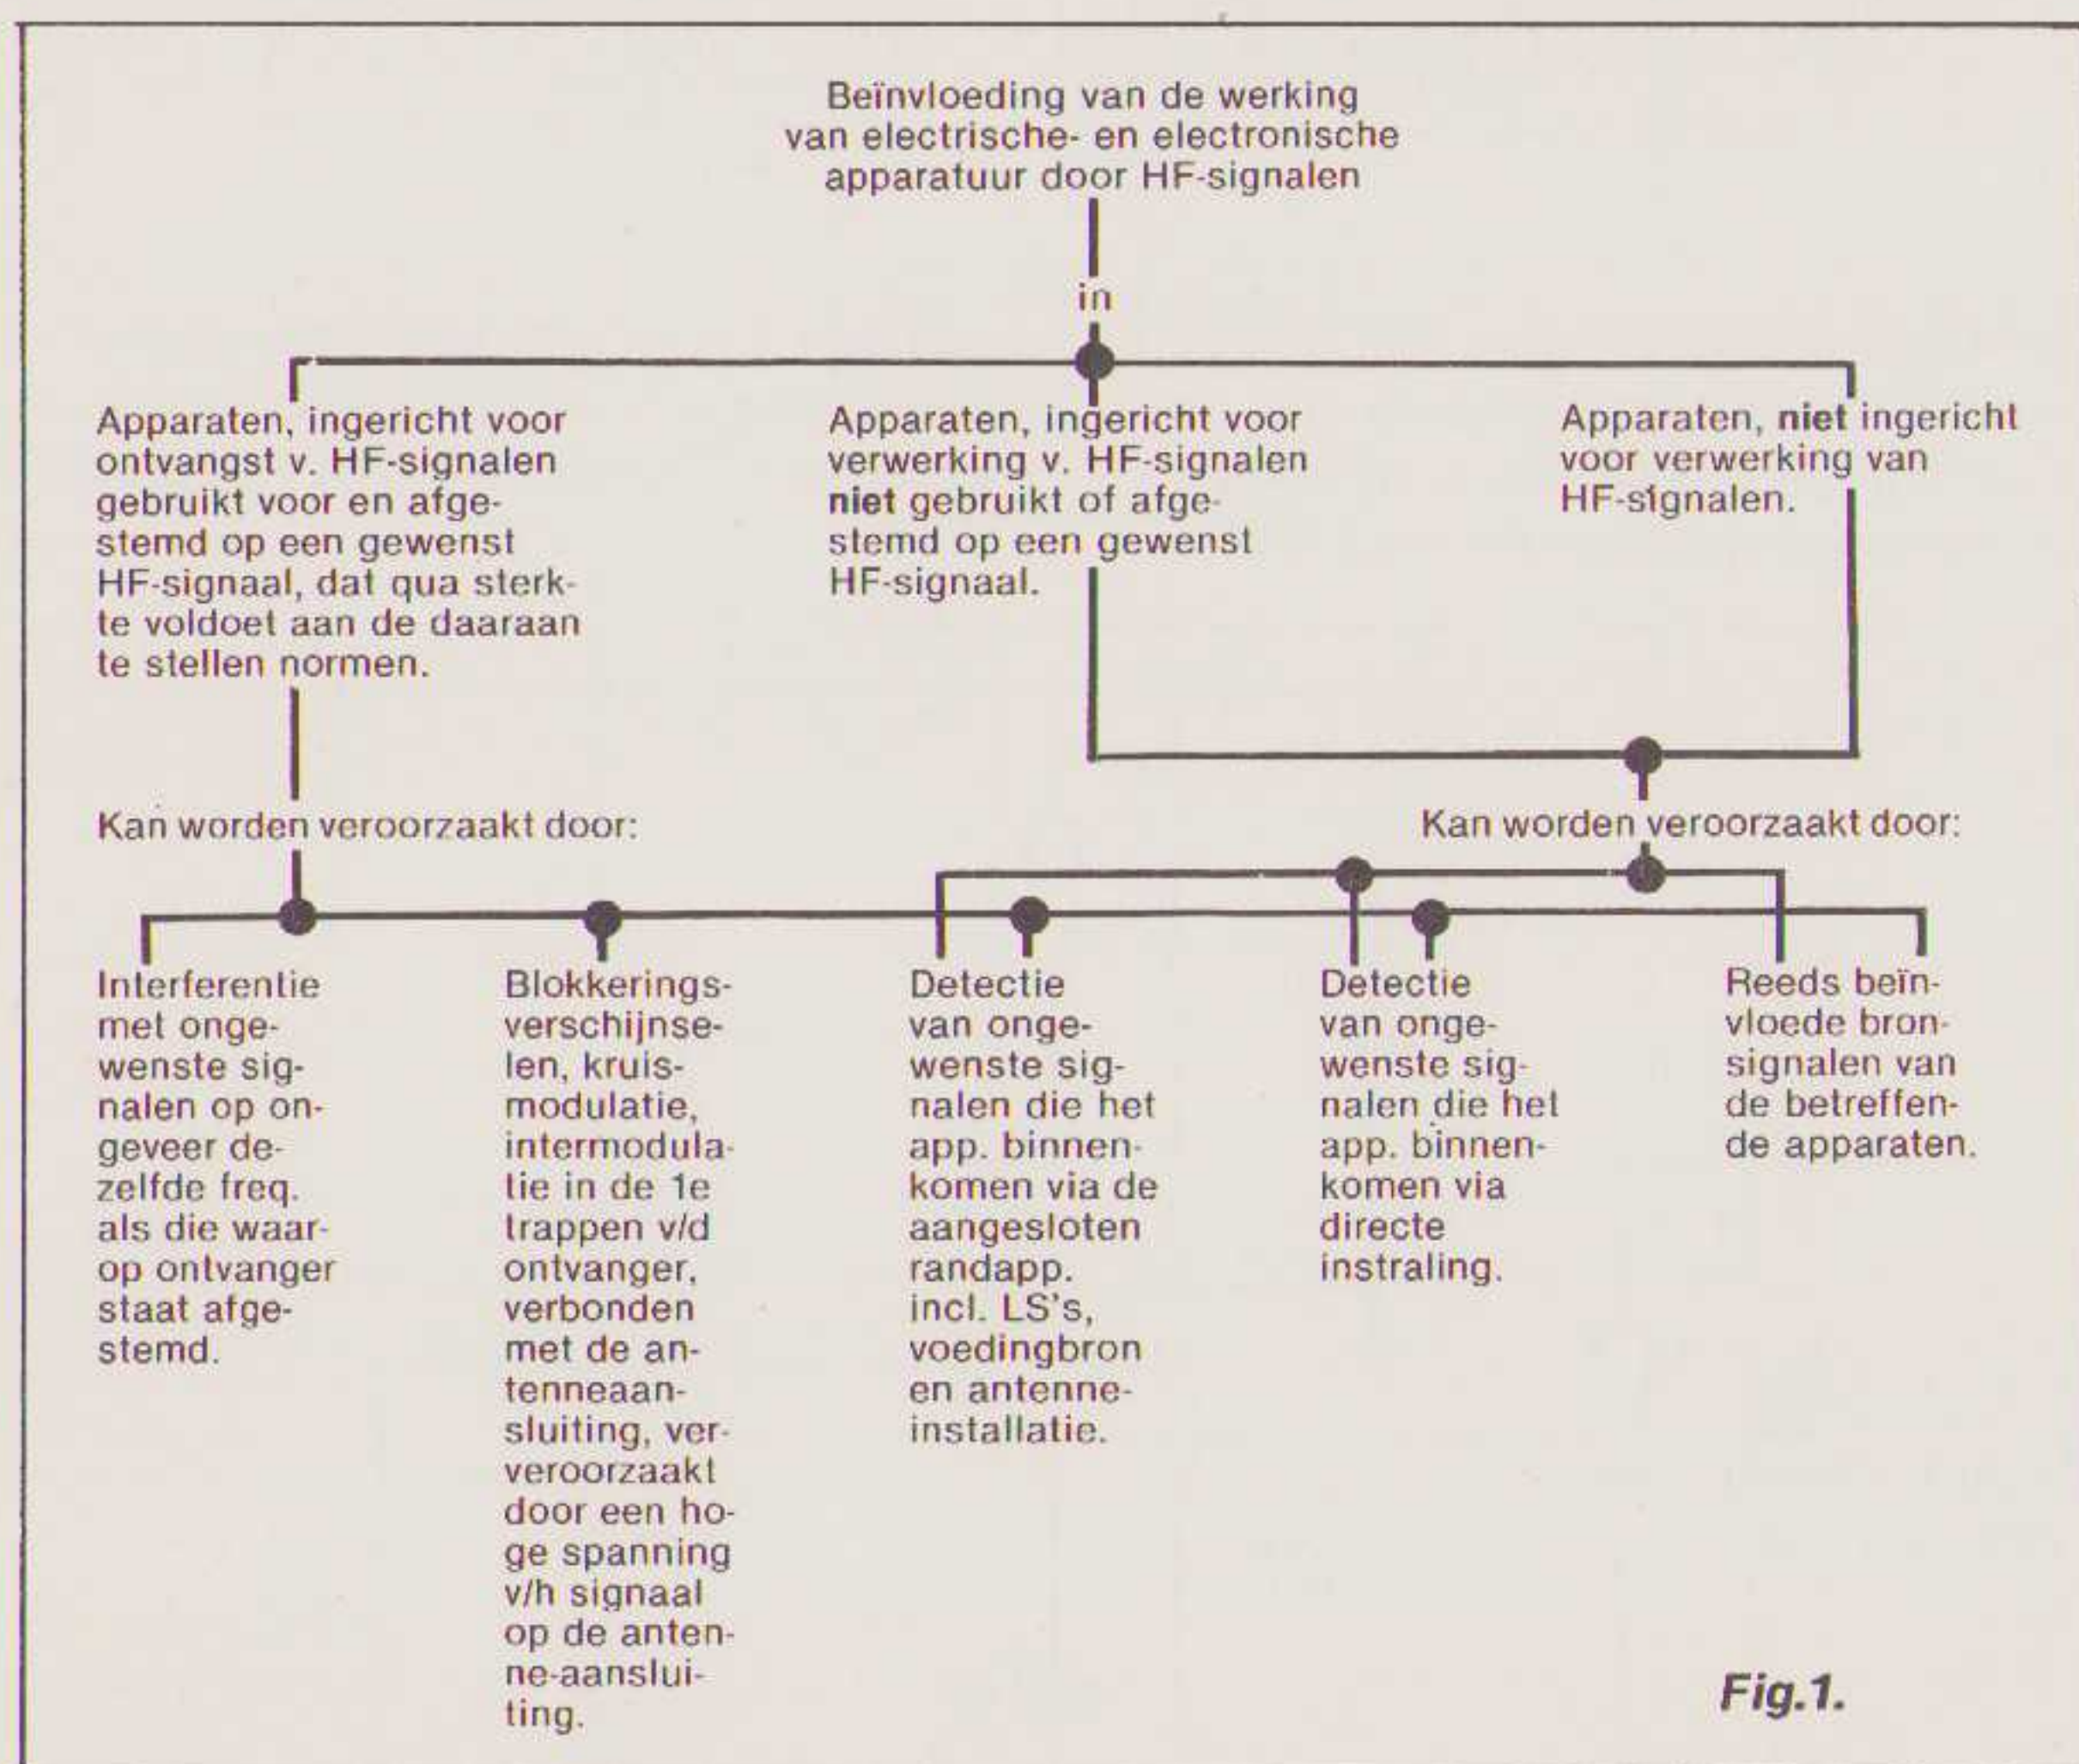 Beïnvloeding van de werking
van electrische- en electronische
apparatuur door HF-signalen
in
Apparaten, ingericht voor
ontvangst v. HF-signalen
gebruikt voor en afge-
stemd op een gewenst
HF-signaal, dat qua sterk-
te voldoet aan de daaraan
te stellen normen.
Apparaten, ingericht voor
verwerking v. HF-signalen
niet gebruikt of afge-
stemd op een gewenst
HF-signaal.
Apparaten, niet ingericht
voor verwerking van
HF-signalen.
Kan worden veroorzaakt door:
Kan worden veroorzaakt door:
Interferentie
met onge-
wenste sig-
nalen op on-
geveer de-
zelfde freq.
als die waar-
op ontvanger
staat afge-
stemd.
Blokkerings-
verschijnse-
len, kruis-
modulatie,
intermodula-
tie in de 1e
trappen v/d
ontvanger,
verbonden
met de an-
tenneaan-
sluiting, ver-
veroorzaakt
door een ho-
ge spanning
v/h signaal
op de anten-
ne-aanslui-
ting.
Detectie
van onge-
wenste sig-
nalen die het
app. binnen-
komen via de
aangesloten
randapp.
incl. LS's,
voedingbron
en antenne-
installatie.
Detectie
van onge-
wenste sig-
nalen die het
app. binnen-
komen via
directe
instraling.
Reeds beïn-
vloede bron-
signalen van
de betreffen-
de apparaten.
Fig.1.